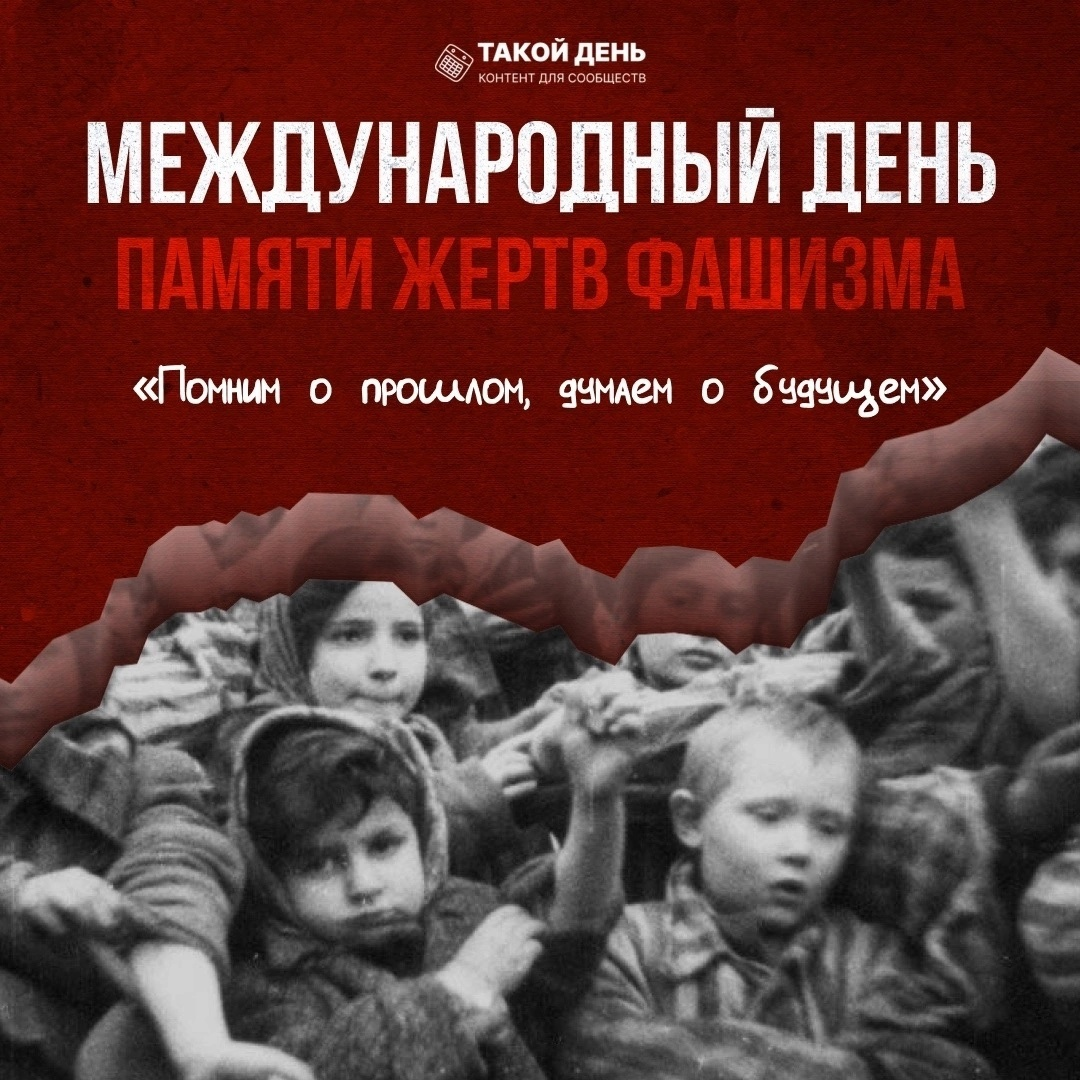 ТАКОЙ ДЕНЬ
КОНТЕНТ ДЛЯ СООБЩЕСТВ
МЕЖДУНАРОДНЫЙ ДЕНЬ
ПАМЯТИ ЖЕРТВ ФАШИЗМА
«Помним о прошлом, думаем о будущем»